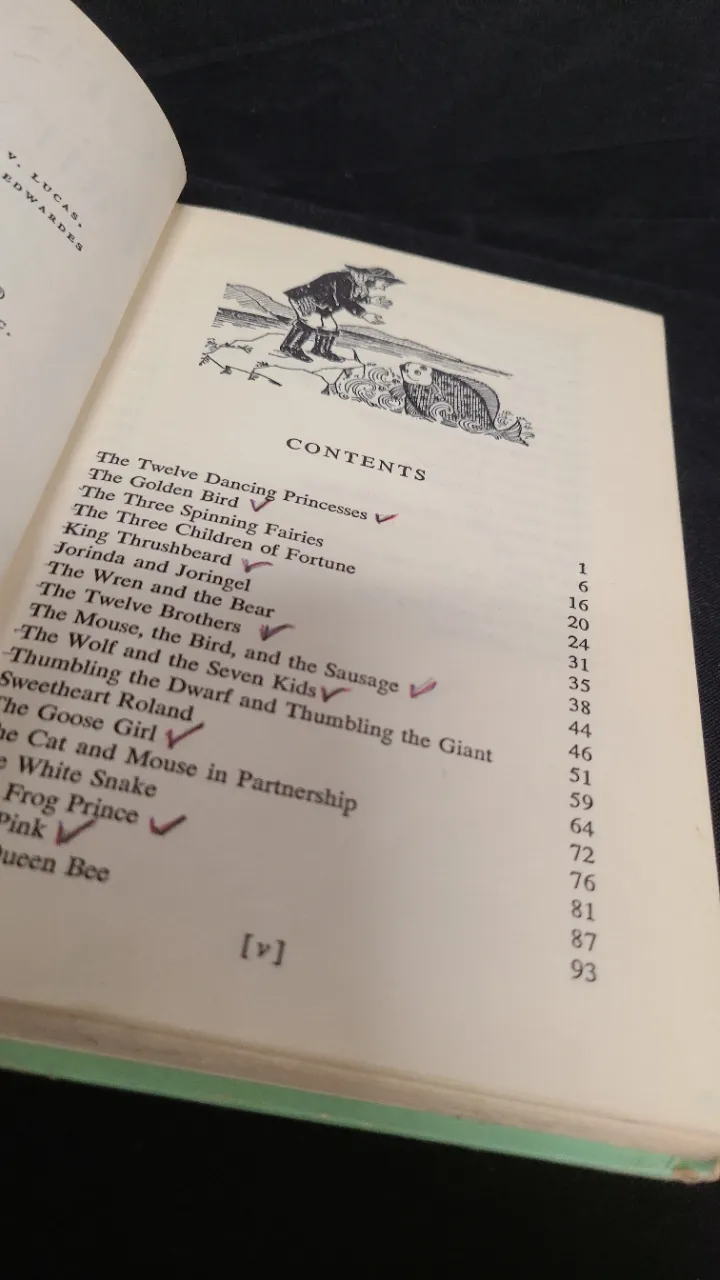 V. LUCAS,
EDWARDES
C.
CONTENTS
The Twelve Dancing Princesses 1
The Golden Bird 6
The Three Spinning Fairies 16
The Three Children of Fortune 20
King Thrushbeard 24
Jorinda and Joringel 31
The Wren and the Bear 35
The Twelve Brothers 38
The Mouse, the Bird, and the Sausage 44
The Wolf and the Seven Kids 46
Thumbling the Dwarf and Thumbling the Giant 51
Sweetheart Roland 59
The Goose Girl 64
he Cat and Mouse in Partnership 72
e White Snake 76
Frog Prince 81
Pink 87
ueen Bee 93
[v]